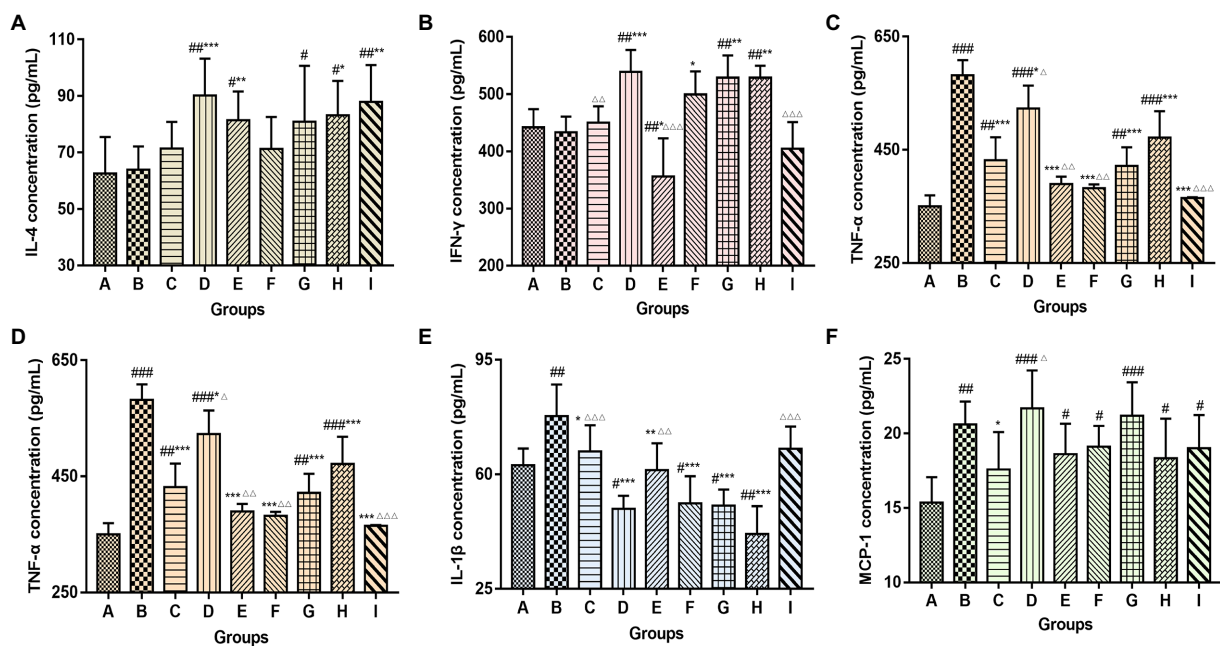 A
IL-4 concentration (pg/mL)
110
90
70
50
30
##***
#**
#
#*
##**
A B C D E F G H I
Groups
B
IFN-γ concentration (pg/mL)
600
500
400
300
200
△△
##***
##*△△△
*
##**
##**
△△△
A B C D E F G H I
Groups
C
TNF-α concentration (pg/mL)
650
450
250
###
##***
###*△
***△△
***△△
##***
###***
***△△△
A B C D E F G H I
Groups
D
TNF-α concentration (pg/mL)
650
450
250
###
##***
###*△
***△△
***△△
##***
###***
***△△△
A B C D E F G H I
Groups
E
IL-1β concentration (pg/mL)
95
60
25
##
*△△△
#***
**△△
#***
#***
##***
△△△
A B C D E F G H I
Groups
F
MCP-1 concentration (pg/mL)
25
20
15
10
##
*
###△
#
#
###
#
#
A B C D E F G H I
Groups